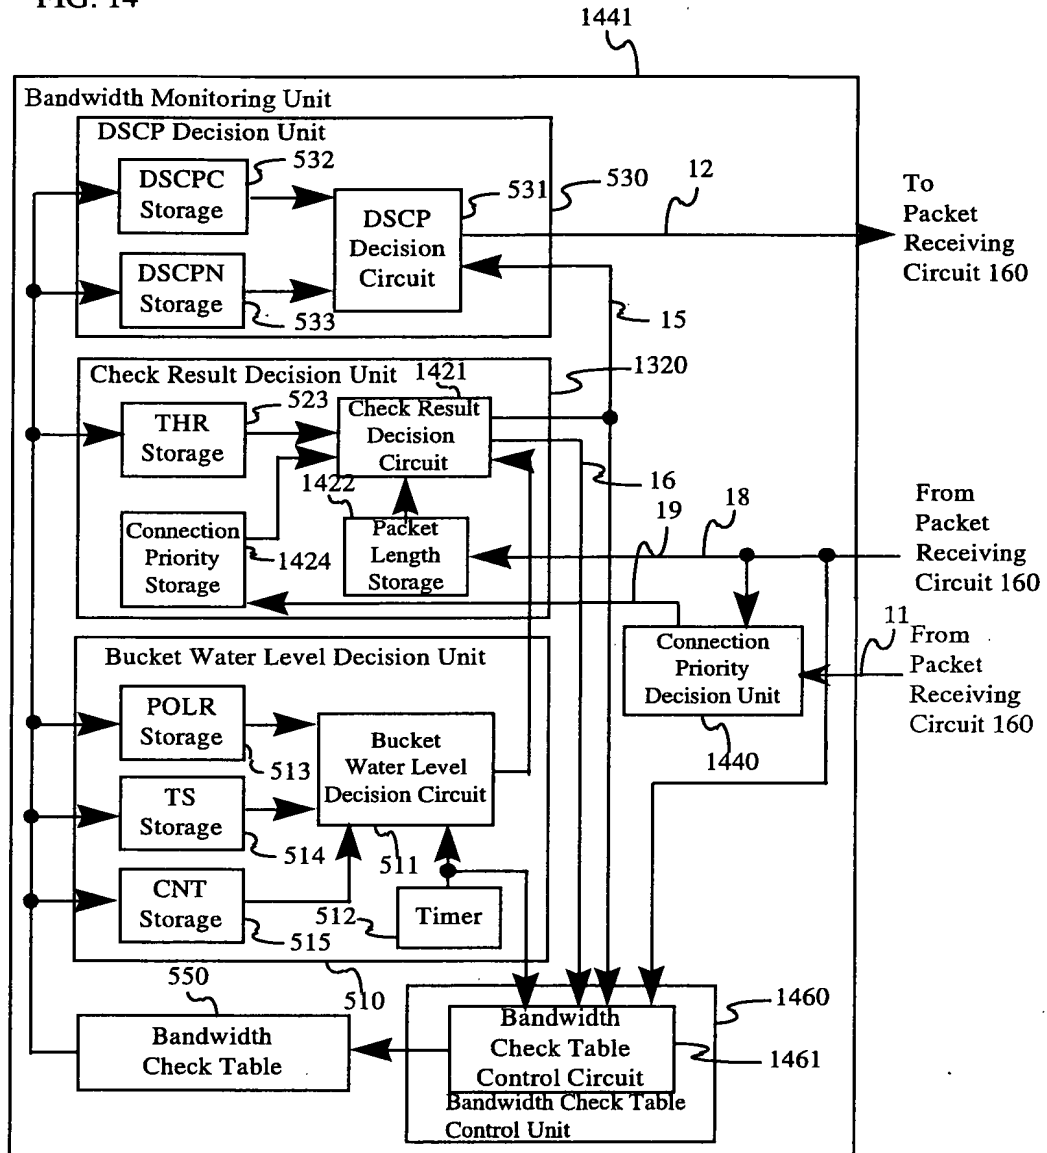 FIG. 14
1441
Bandwidth Monitoring Unit
DSCP Decision Unit
532
DSCPC
Storage
531
530
12
To
Packet
Receiving
Circuit 160
DSCP
Decision
Circuit
DSCPN
Storage
533
15
Check Result Decision Unit
1421
1320
523
THR
Storage
Check Result
Decision
Circuit
1422
16
19
18
From
Packet
Receiving
Circuit 160
Connection
Priority
Storage
1424
Packet
Length
Storage
11
From
Packet
Receiving
Circuit 160
Connection
Priority
Decision Unit
1440
Bucket Water Level Decision Unit
POLR
Storage
513
Bucket
Water Level
Decision Circuit
TS
Storage
514
511
CNT
Storage
515
512
Timer
550
510
Bandwidth
Check Table
1460
Bandwidth
Check Table
Control Circuit
1461
Bandwidth Check Table
Control Unit